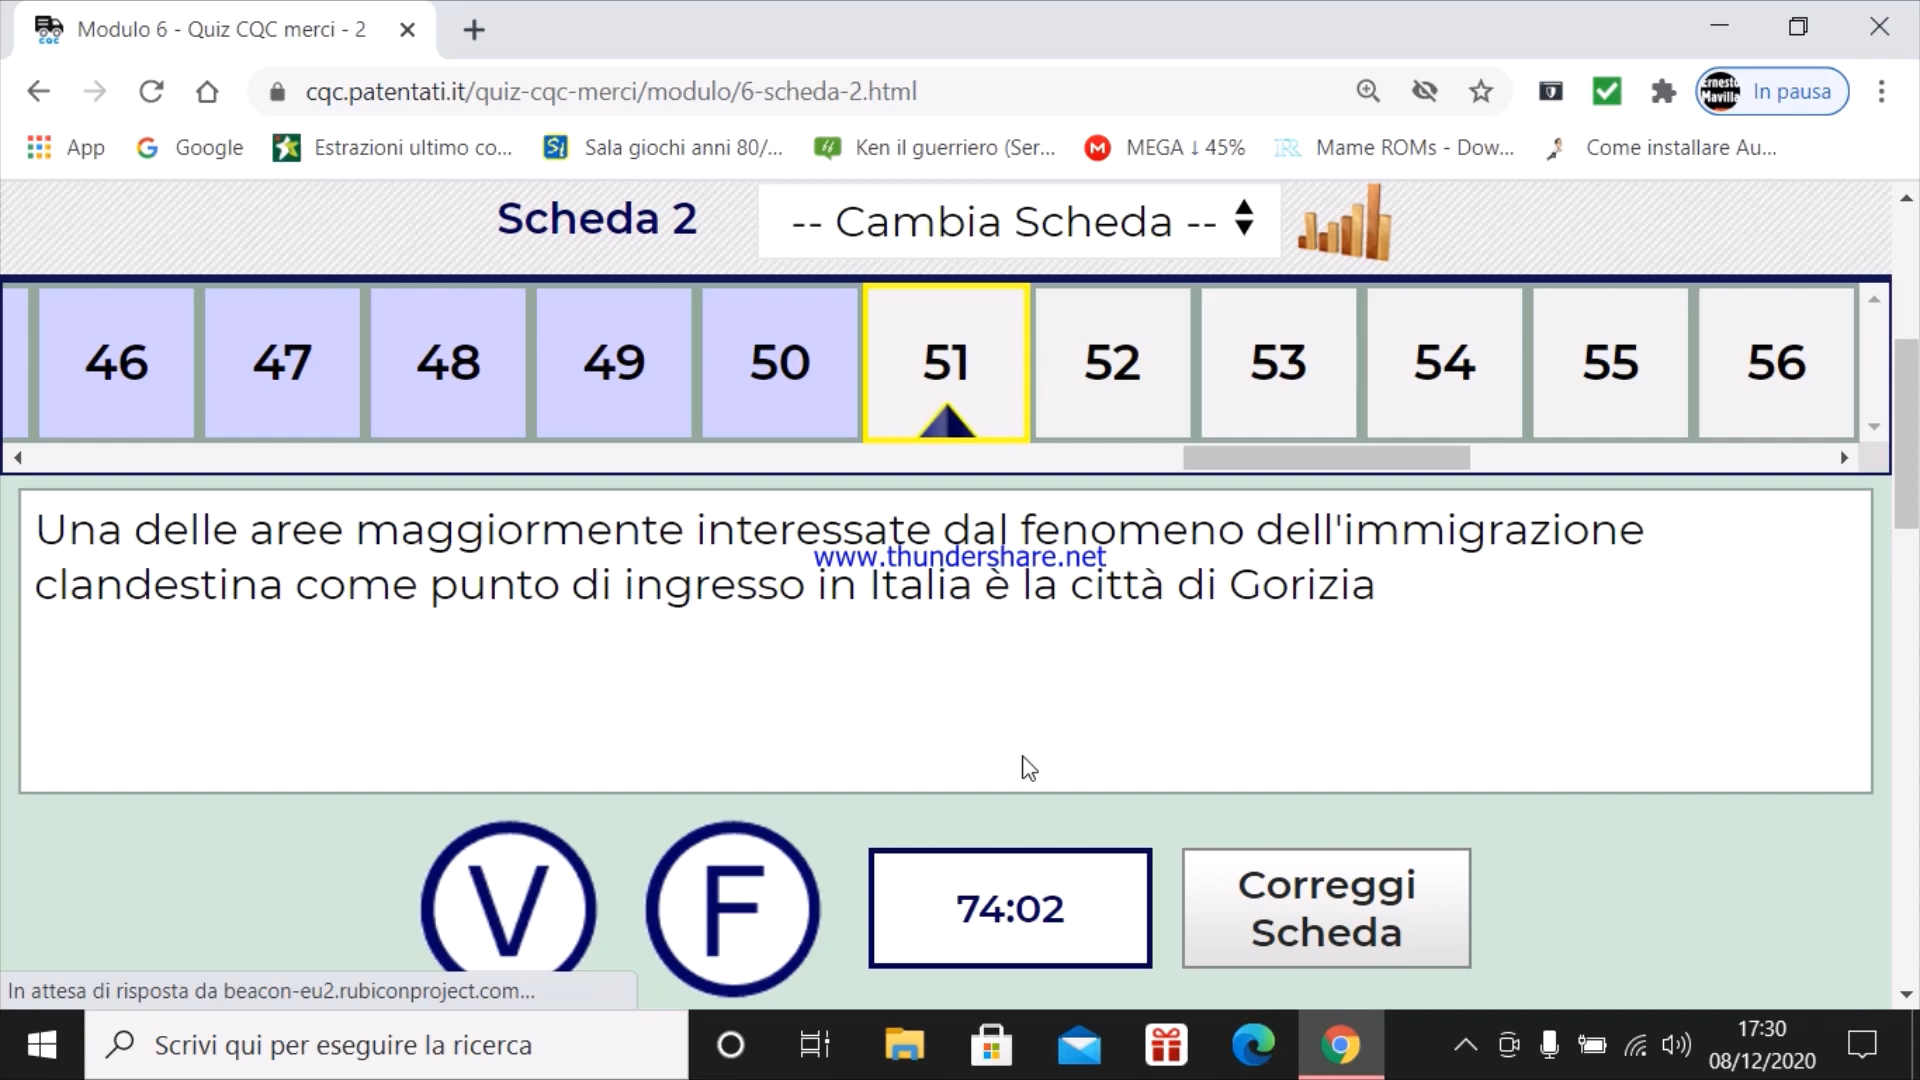 Modulo 6 - Quiz CQC merci - 2
cqc.patentati.it/quiz-cqc-merci/modulo/6-scheda-2.html
In pausa
App
Google
Estrazioni ultimo co...
Sala giochi anni 80/...
Ken il guerriero (Ser...
MEGA ↓ 45%
Mame ROMs - Dow...
Come installare Au...
Scheda 2
-- Cambia Scheda --
46
47
48
49
50
51
52
53
54
55
56
Una delle aree maggiormente interessate dal fenomeno dell'immigrazione
www.thundershare.net
clandestina come punto di ingresso in Italia è la città di Gorizia
V
F
74:02
Correggi
Scheda
In attesa di risposta da beacon-eu2.rubiconproject.com...
Scrivi qui per eseguire la ricerca
17:30
08/12/2020